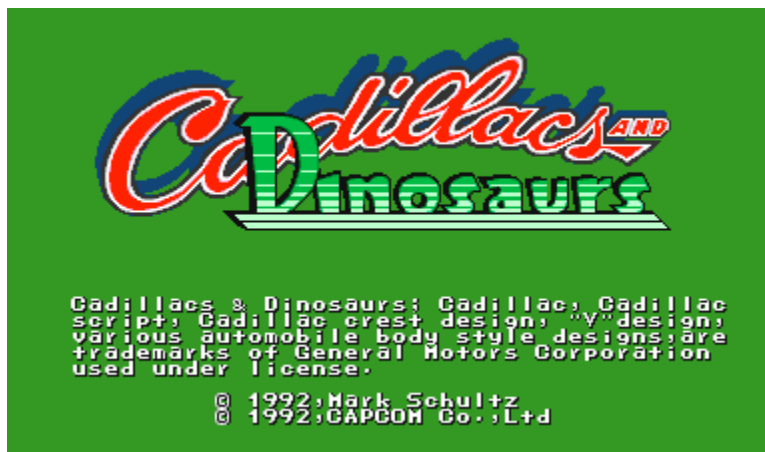 Cadillacs AND
Dinosaurs
Cadillacs & Dinosaurs; Cadillac, Cadillac
script, Cadillac crest design, "V"design,
various automobile body style designs,are
trademarks of General Motors Corporation
used under license.
© 1992,Mark Schultz
© 1992,CAPCOM Co.,Ltd